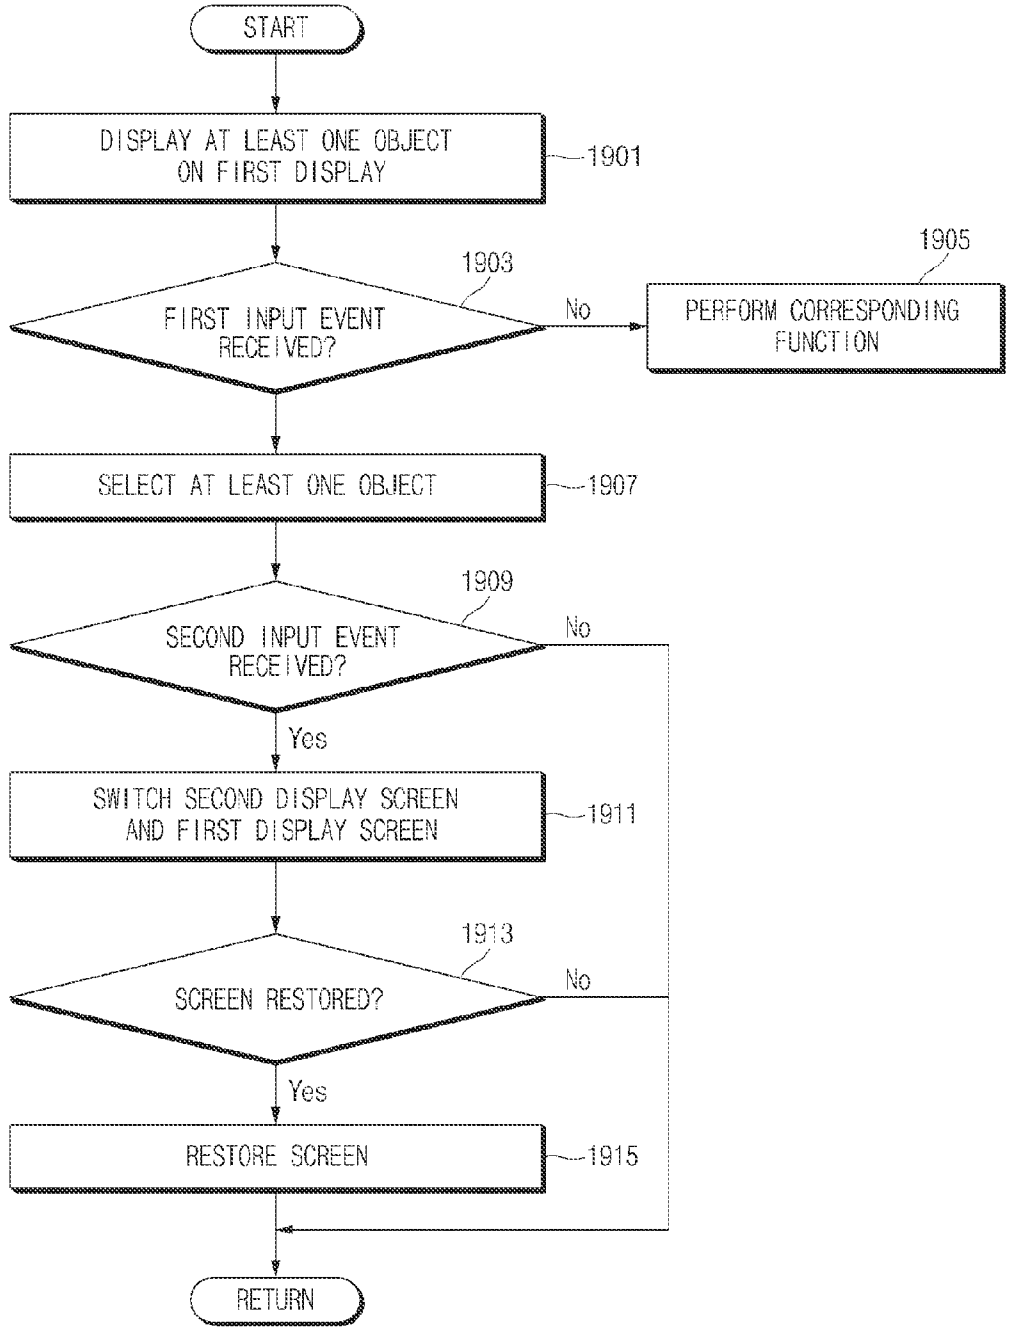 START
DISPLAY AT LEAST ONE OBJECT
ON FIRST DISPLAY
1901
1903
FIRST INPUT EVENT
RECEIVED?
No
1905
PERFORM CORRESPONDING
FUNCTION
SELECT AT LEAST ONE OBJECT
1907
1909
SECOND INPUT EVENT
RECEIVED?
No
Yes
SWITCH SECOND DISPLAY SCREEN
AND FIRST DISPLAY SCREEN
1911
1913
SCREEN RESTORED?
No
Yes
RESTORE SCREEN
1915
RETURN